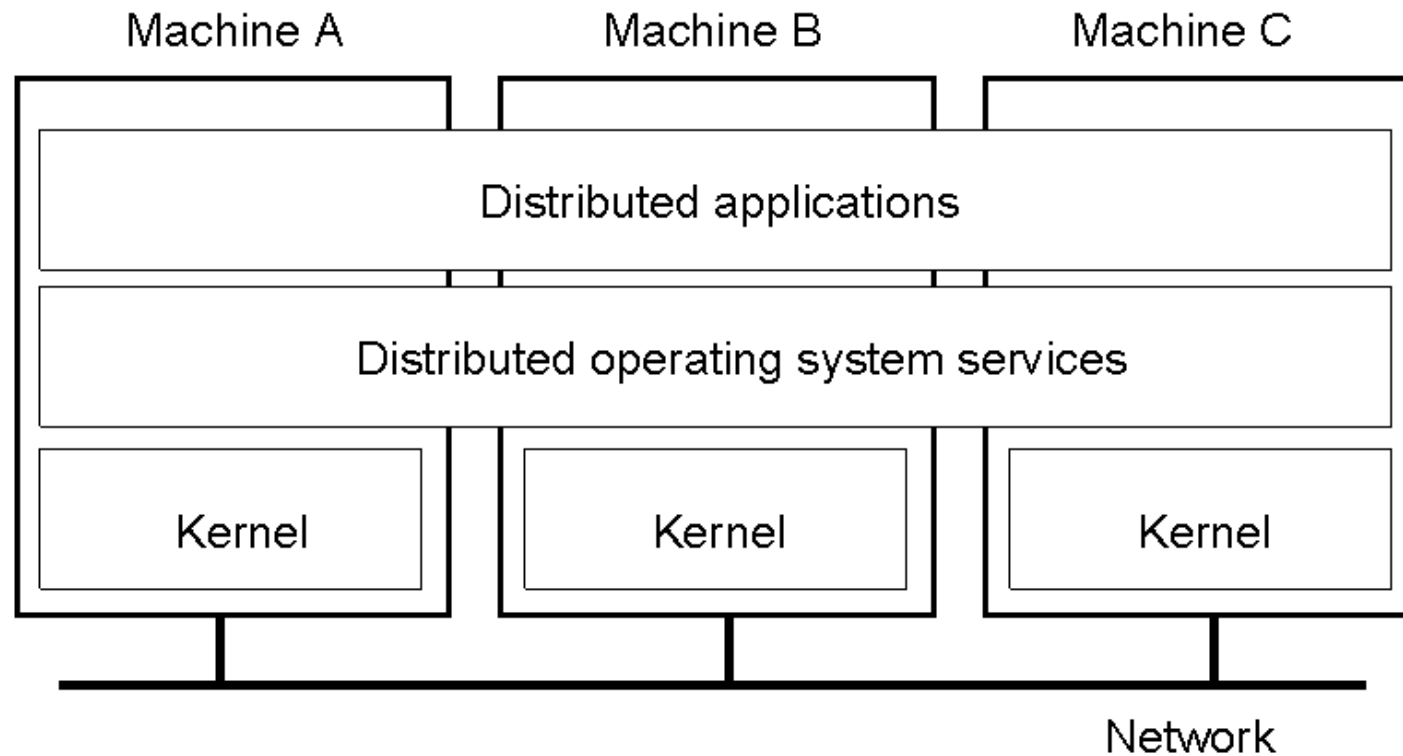 Machine A
Machine B
Machine C
Distributed applications
Distributed operating system services
Kernel
Kernel
Kernel
Network